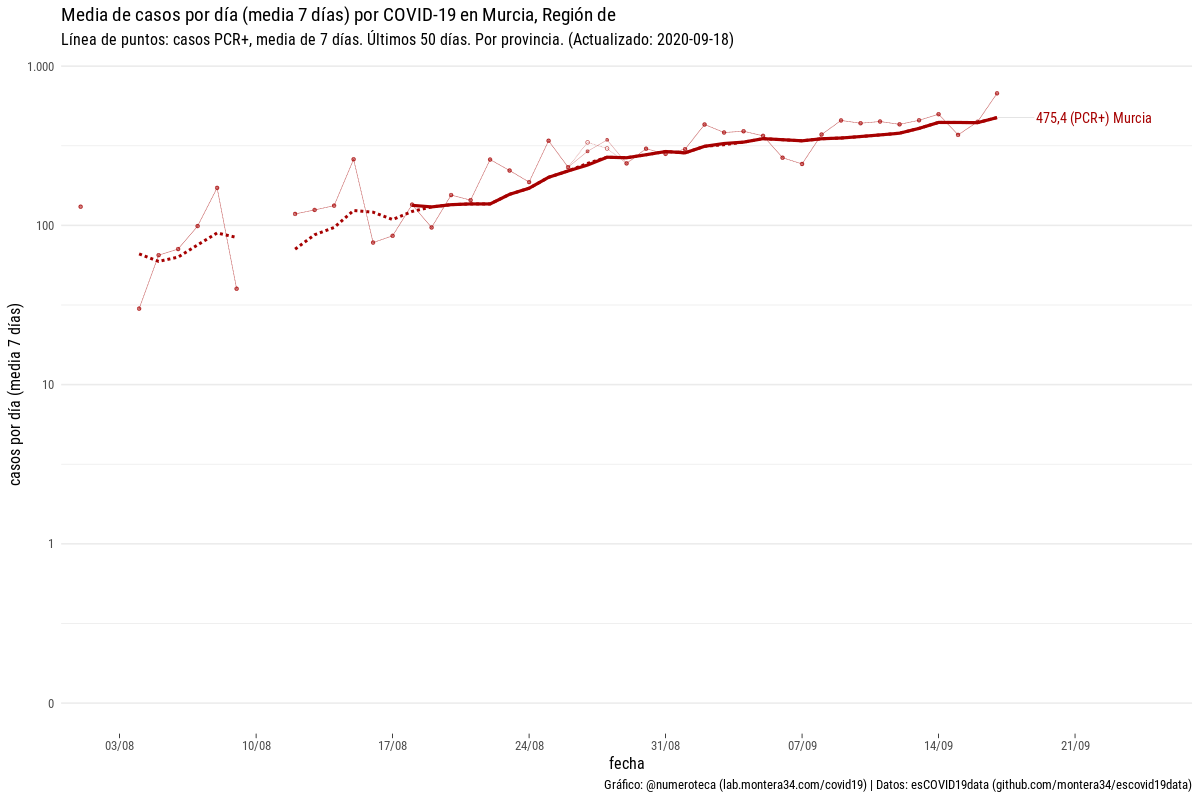 Media de casos por día (media 7 días) por COVID-19 en Murcia, Región de
Línea de puntos: casos PCR+, media de 7 días. Últimos 50 días. Por provincia. (Actualizado: 2020-09-18)
1.000
475,4 (PCR+) Murcia
100
10
1
0
casos por día (media 7 días)
03/08 10/08 17/08 24/08 31/08 07/09 14/09 21/09
fecha
Gráfico: @numeroteca (lab.montera34.com/covid19) | Datos: esCOVID19data (github.com/montera34/escovid19data)